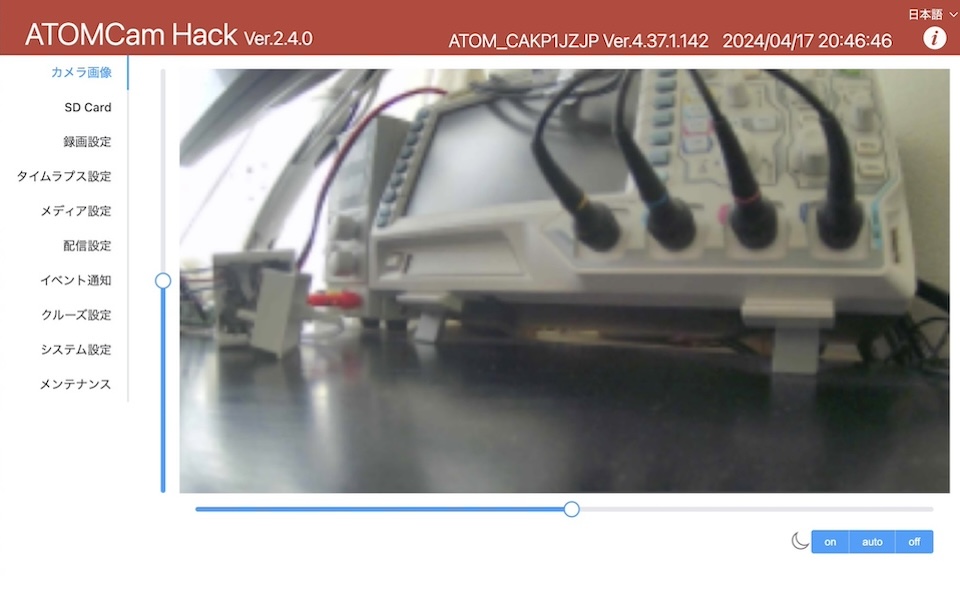 日本語
ATOMCam Hack Ver.2.4.0
ATOM_CAKP1JZJP Ver.4.37.1.142 2024/04/17 20:46:46
i
カメラ画像
SD Card
録画設定
タイムラプス設定
メディア設定
配信設定
イベント通知
クルーズ設定
システム設定
メンテナンス
on auto off